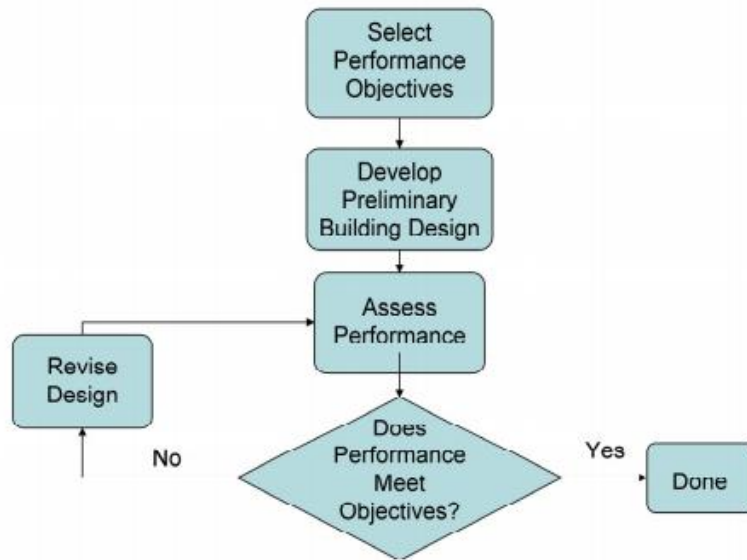 Select
Performance
Objectives
Develop
Preliminary
Building Design
Assess
Performance
Revise
Design
Does
Performance
Meet
Objectives?
No
Yes
Done